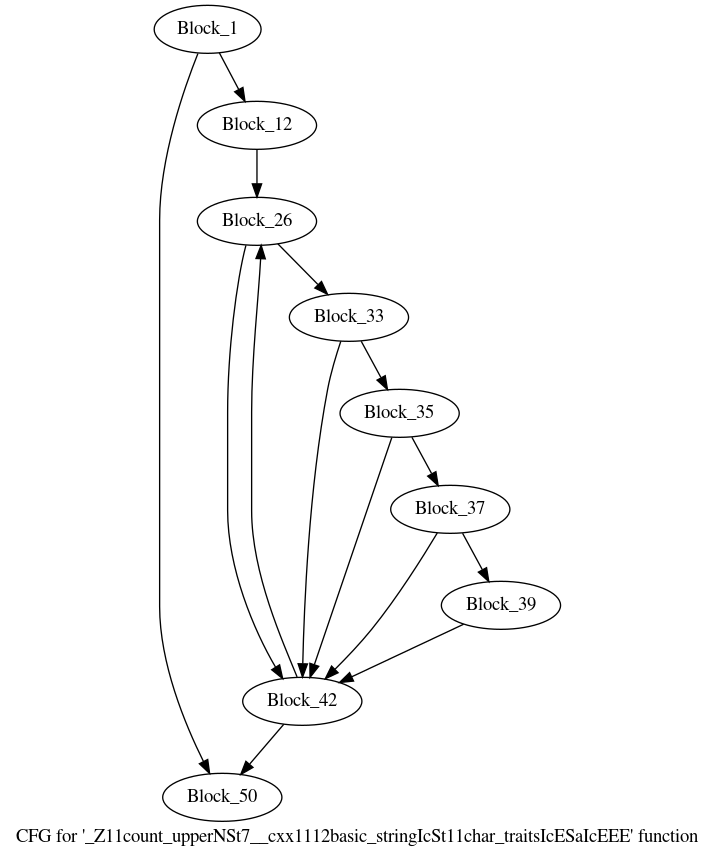 Block_1
Block_12
Block_26
Block_33
Block_35
Block_37
Block_39
Block_42
Block_50
CFG for '_Z11count_upperNSt7__cxx1112basic_stringIcSt11char_traitsIcESaIcEEE' function